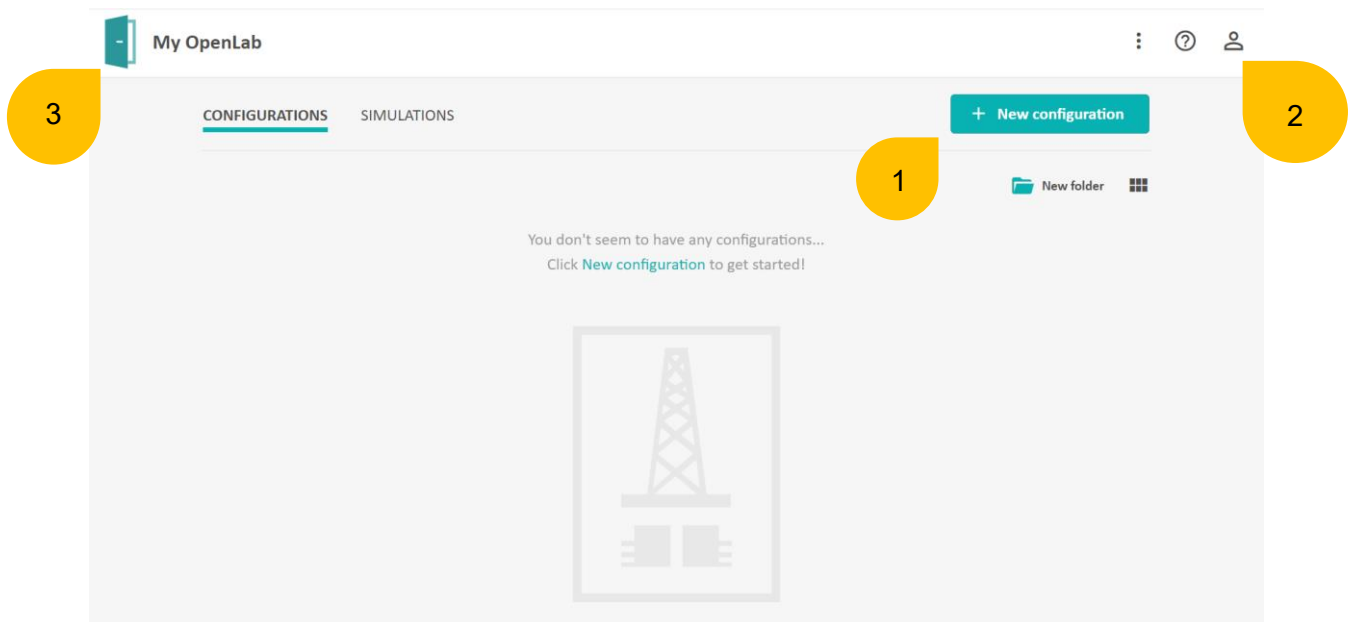 My OpenLab
3
CONFIGURATIONS SIMULATIONS
+ New configuration
2
1
New folder
You don't seem to have any configurations...
Click New configuration to get started!